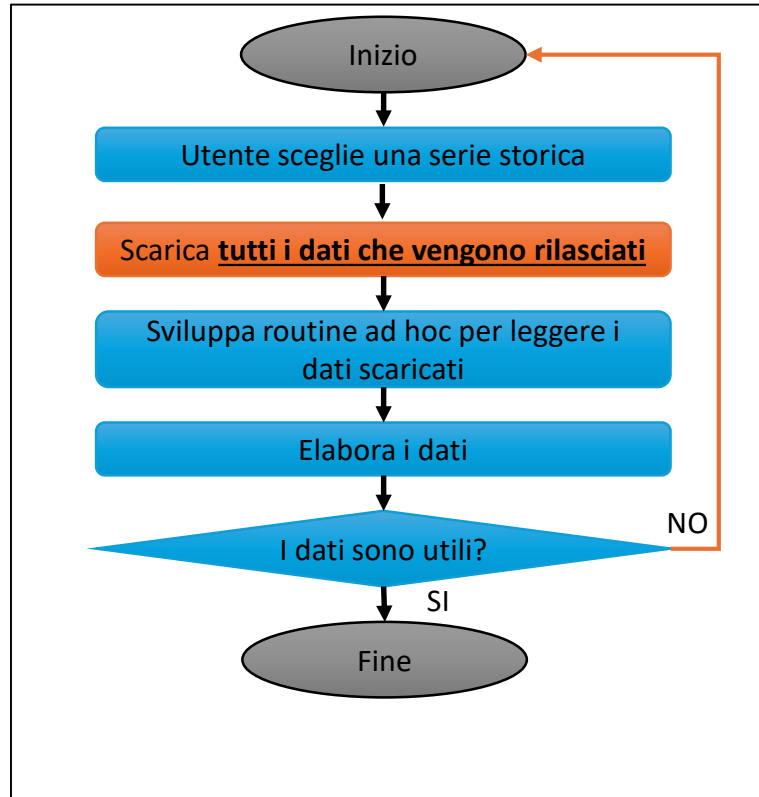 Inizio
Utente sceglie una serie storica
Scarica tutti i dati che vengono rilasciati
Sviluppa routine ad hoc per leggere i
dati scaricati
Elabora i dati
I dati sono utili?
NO
SI
Fine